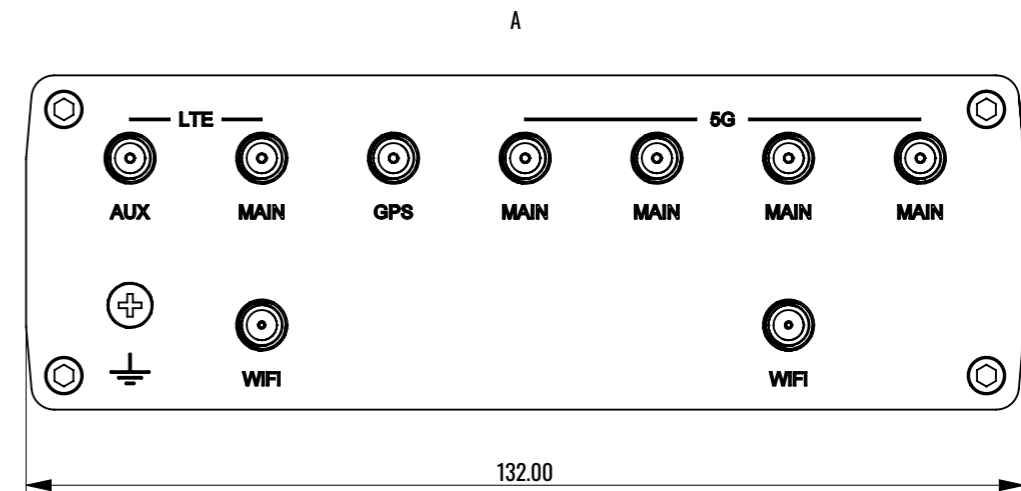 A
LTE 5G
AUX MAIN GPS MAIN MAIN MAIN MAIN
WiFi WiFi
132.00